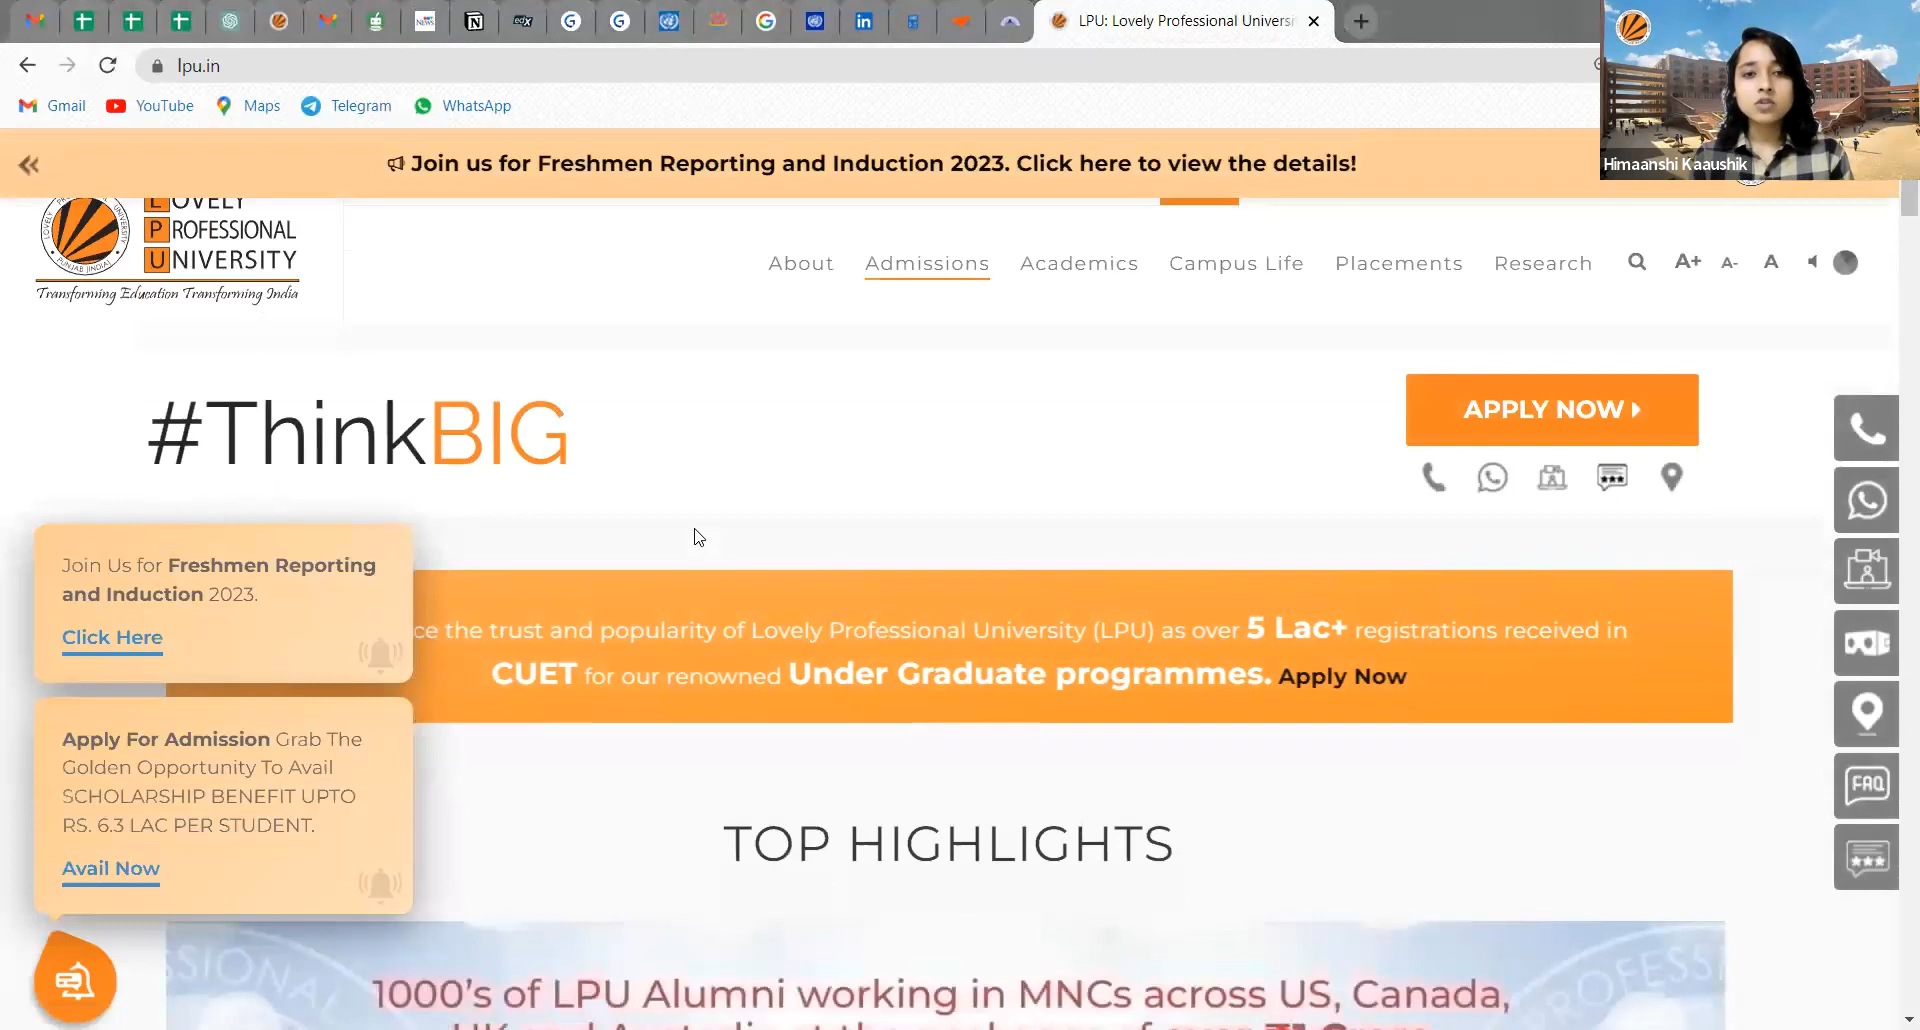 LPU: Lovely Professional Univers
lpu.in
Gmail YouTube Maps Telegram WhatsApp
Himaanshi Kaaushik
Join us for Freshmen Reporting and Induction 2023. Click here to view the details!
LOVELY
PROFESSIONAL
UNIVERSITY
Transforming Education Transforming India
About Admissions Academics Campus Life Placements Research A+ A- A
#ThinkBIG
APPLY NOW
Join Us for Freshmen Reporting
and Induction 2023.
Click Here
ce the trust and popularity of Lovely Professional University (LPU) as over 5 Lac+ registrations received in
CUET for our renowned Under Graduate programmes. Apply Now
Apply For Admission Grab The
Golden Opportunity To Avail
SCHOLARSHIP BENEFIT UPTO
RS. 6.3 LAC PER STUDENT.
Avail Now
FAQ
TOP HIGHLIGHTS
1000's of LPU Alumni working in MNCs across US, Canada,